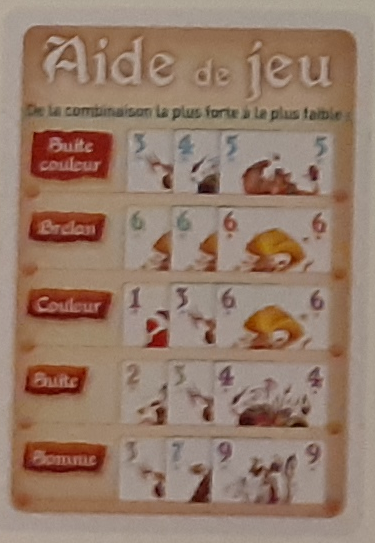 Aide de jeu
De la combinaison la plus forte à la plus faible :
Suite couleur
3 4 5 5
Brelan
6 6 6 6
Couleur
1 3 6 6
Suite
2 3 4 4
Somme
3 7 9 9